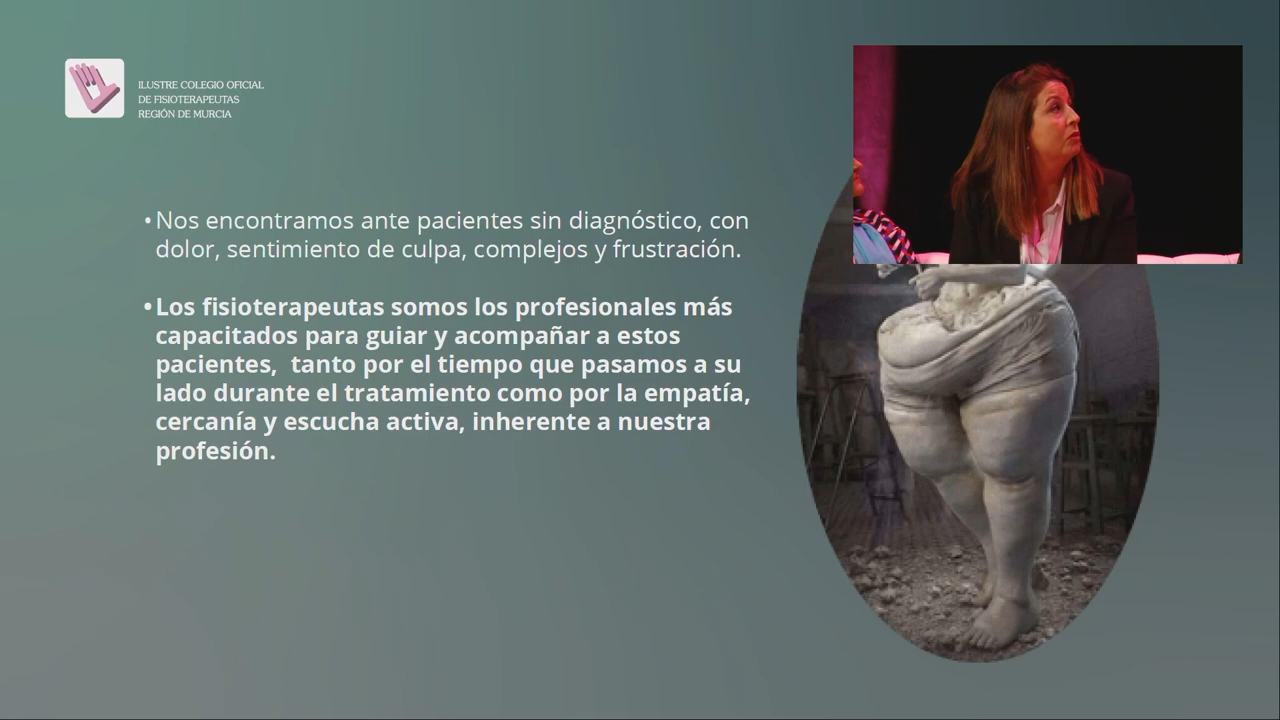 ILUSTRE COLEGIO OFICIAL
DE FISIOTERAPEUTAS
REGIÓN DE MURCIA
• Nos encontramos ante pacientes sin diagnóstico, con
dolor, sentimiento de culpa, complejos y frustración.
• Los fisioterapeutas somos los profesionales más
capacitados para guiar y acompañar a estos
pacientes,  tanto por el tiempo que pasamos a su
lado durante el tratamiento como por la empatía,
cercanía y escucha activa, inherente a nuestra
profesión.